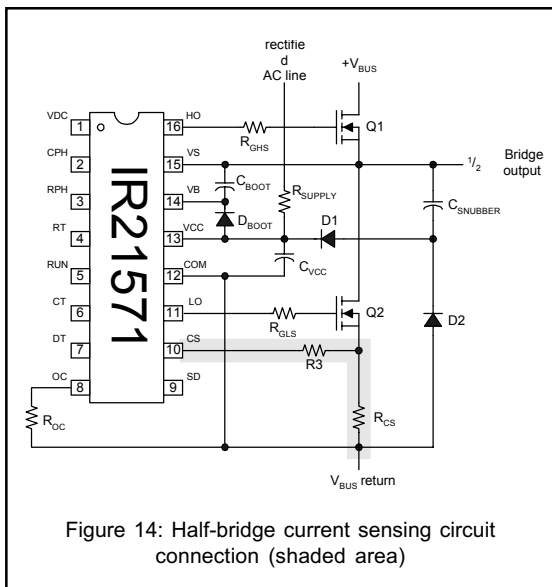 rectifie
d
AC line
+VBUS
VDC
1
16
HO
RGHS
Q1
CPH
2
15
VS
1/2 Bridge
output
CBOOT
RPH
3
14
VB
RSUPPLY
CSNUBBER
DBOOT
D1
RT
4
13
VCC
IR21571
CVCC
RUN
5
12
COM
CT
6
11
LO
RGLS
Q2
D2
DT
7
10
CS
R3
OC
8
9
SD
ROC
RCS
VBUS return
Figure 14: Half-bridge current sensing circuit
connection (shaded area)